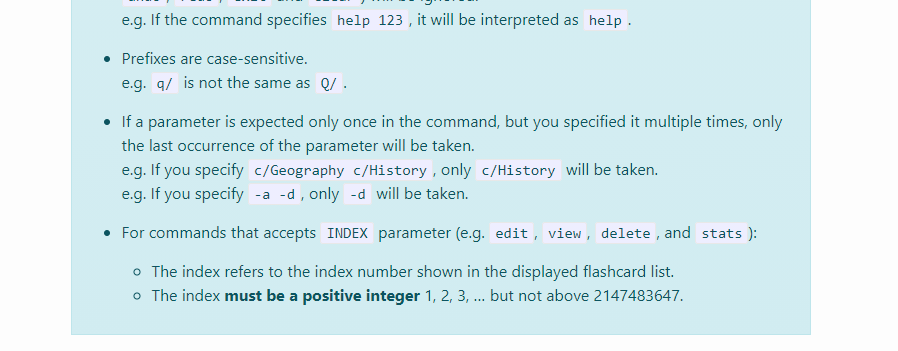 e.g. If the command specifies help 123 , it will be interpreted as help .
• Prefixes are case-sensitive.
e.g. q/ is not the same as Q/ .
• If a parameter is expected only once in the command, but you specified it multiple times, only
the last occurrence of the parameter will be taken.
e.g. If you specify c/Geography c/History , only c/History will be taken.
e.g. If you specify -a -d , only -d will be taken.
• For commands that accepts INDEX parameter (e.g. edit , view , delete , and stats ):
○ The index refers to the index number shown in the displayed flashcard list.
○ The index must be a positive integer 1, 2, 3, … but not above 2147483647.